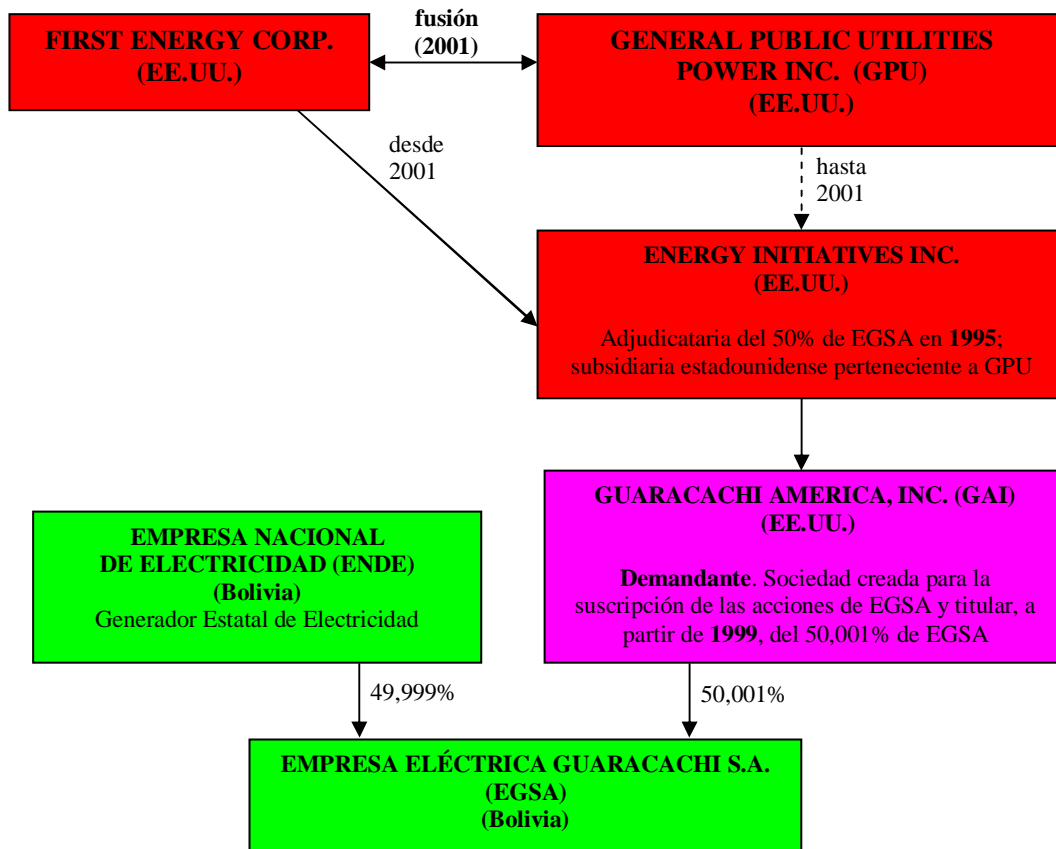 FIRST ENERGY CORP.
(EE.UU.)
fusión
(2001)
GENERAL PUBLIC UTILITIES
POWER INC. (GPU)
(EE.UU.)
desde
2001
hasta
2001
ENERGY INITIATIVES INC.
(EE.UU.)
Adjudicataria del 50% de EGSA en 1995;
subsidiaria estadounidense perteneciente a GPU
EMPRESA NACIONAL
DE ELECTRICIDAD (ENDE)
(Bolivia)
Generador Estatal de Electricidad
GUARACACHI AMERICA, INC. (GAI)
(EE.UU.)
Demandante. Sociedad creada para la
suscripción de las acciones de EGSA y titular, a
partir de 1999, del 50,001% de EGSA
49,999%
50,001%
EMPRESA ELÉCTRICA GUARACACHI S.A.
(EGSA)
(Bolivia)